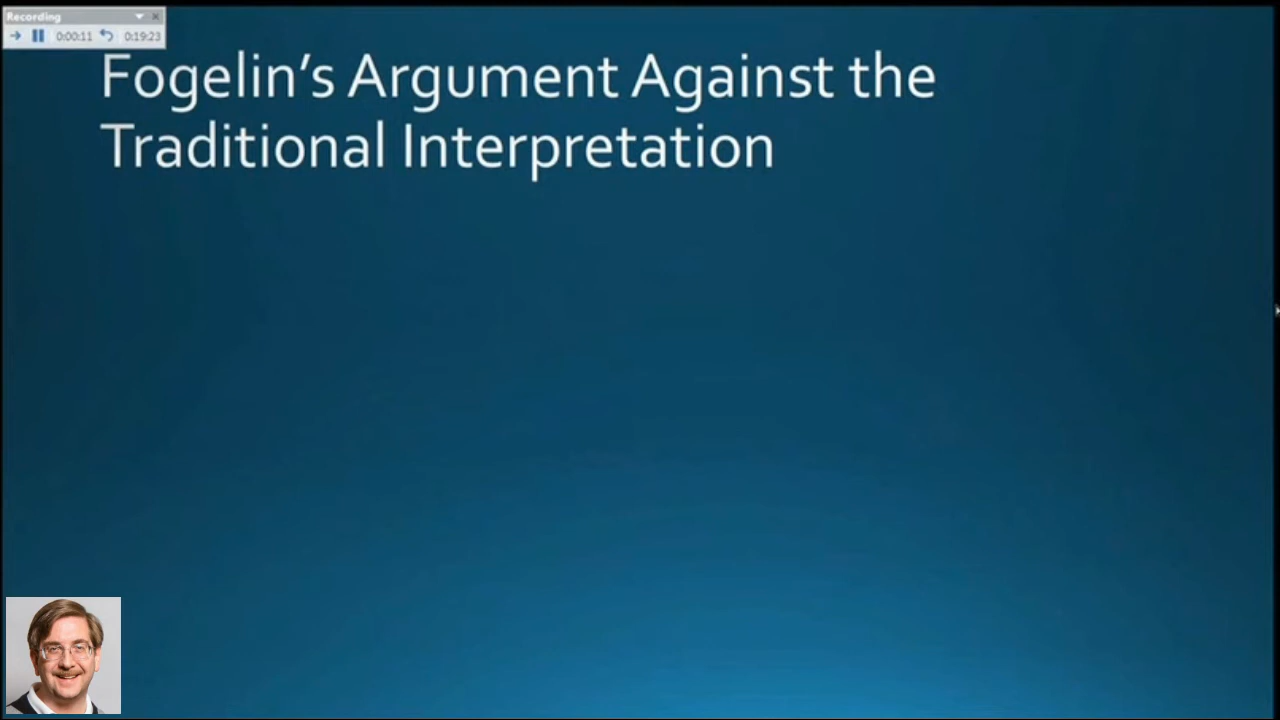 Recording
0:00:11 0:19:23
Fogelin’s Argument Against the
Traditional Interpretation